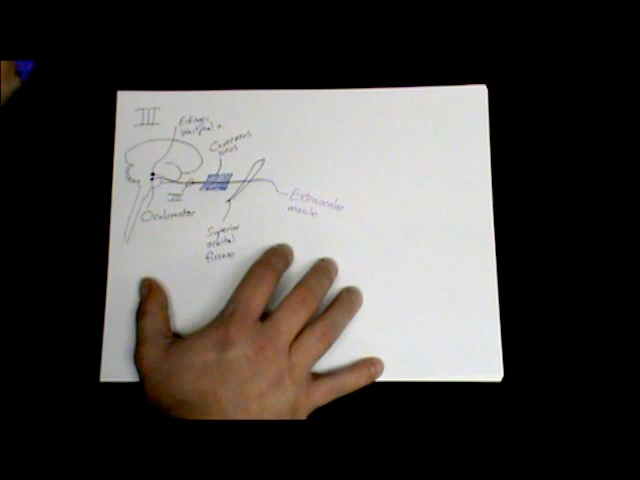 III
Edinger
Westphal n
Cavernous
sinus
III
Oculomotor
Extraocular
muscle
Superior
orbital
fissure